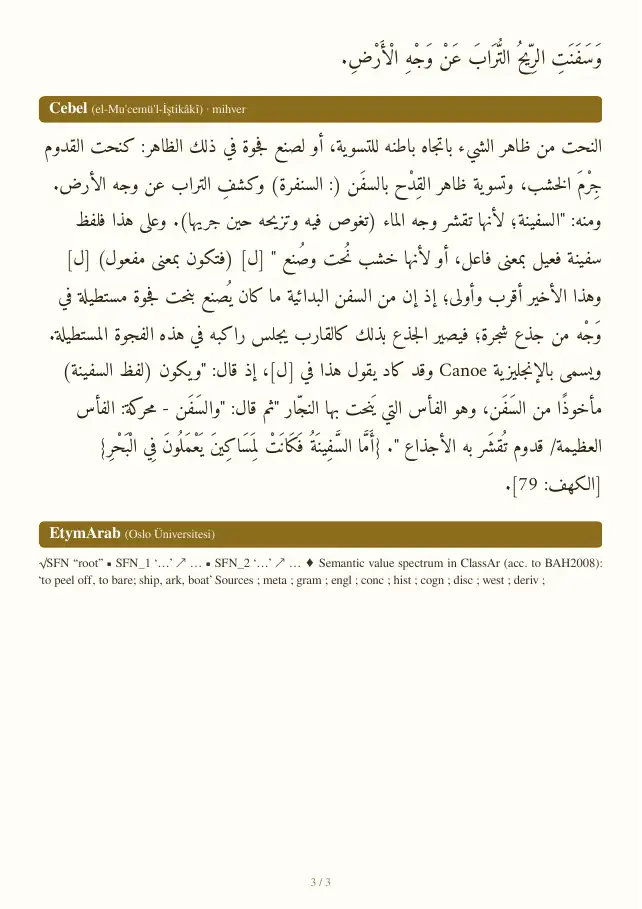 وَسَفَنَتِ الرِّيحُ التُّرَابَ عَنْ وَجْهِ الْأَرْضِ.
Cebel (el-Mu'cemü'l-İştikâkî) · mihver
النحت من ظاهر الشيء باتجاه باطنه للتسوية، أو لصنع فجوة في ذلك الظاهر: كنحت القدوم
جِرْمَ الخشب، وتسوية ظاهر القِدْح بالسفَن (: السنفرة) وكشفِ التراب عن وجه الأرض.
ومنه: "السفينة؛ لأنها تقشر وجه الماء (تغوص فيه وتزيحه حين جريها). وعلى هذا فلفظ
سفينة فعيل بمعنى فاعل، أو لأنها خشب نُحت وصُنع " [ل] (فتكون بمعنى مفعول) [ل]
وهذا الأخير أقرب وأولى؛ إذ إن من السفن البدائية ما كان يُصنع بنحت فجوة مستطيلة في
وَجْه من جذع شجرة؛ فيصير الجذع بذلك كالقارب يجلس راكبه في هذه الفجوة المستطيلة.
ويسمى بالإنجليزية Canoe وقد كاد يقول هذا في [ل]، إذ قال: "ويكون (لفظ السفينة)
مأخوذًا من السَفَن، وهو الفأس التي يَنحت بها النجّار "ثم قال: "والسَفَن - محركة: الفأس
العظيمة/ قدوم تُقشَر به الأجذاع ". {أَمَّا السَّفِينَةُ فَكَانَتْ لِمَسَاكِينَ يَعْمَلُونَ فِي الْبَحْرِ}
[الكهف: 79].
EtymArab (Oslo Üniversitesi)
√SFN “root” ▪ SFN_1 ‘…’ ↗ … ▪ SFN_2 ‘…’ ↗ … ♦ Semantic value spectrum in ClassAr (acc. to BAH2008):
‘to peel off, to bare; ship, ark, boat’ Sources ; meta ; gram ; engl ; conc ; hist ; cogn ; disc ; west ; deriv ;
3 / 3